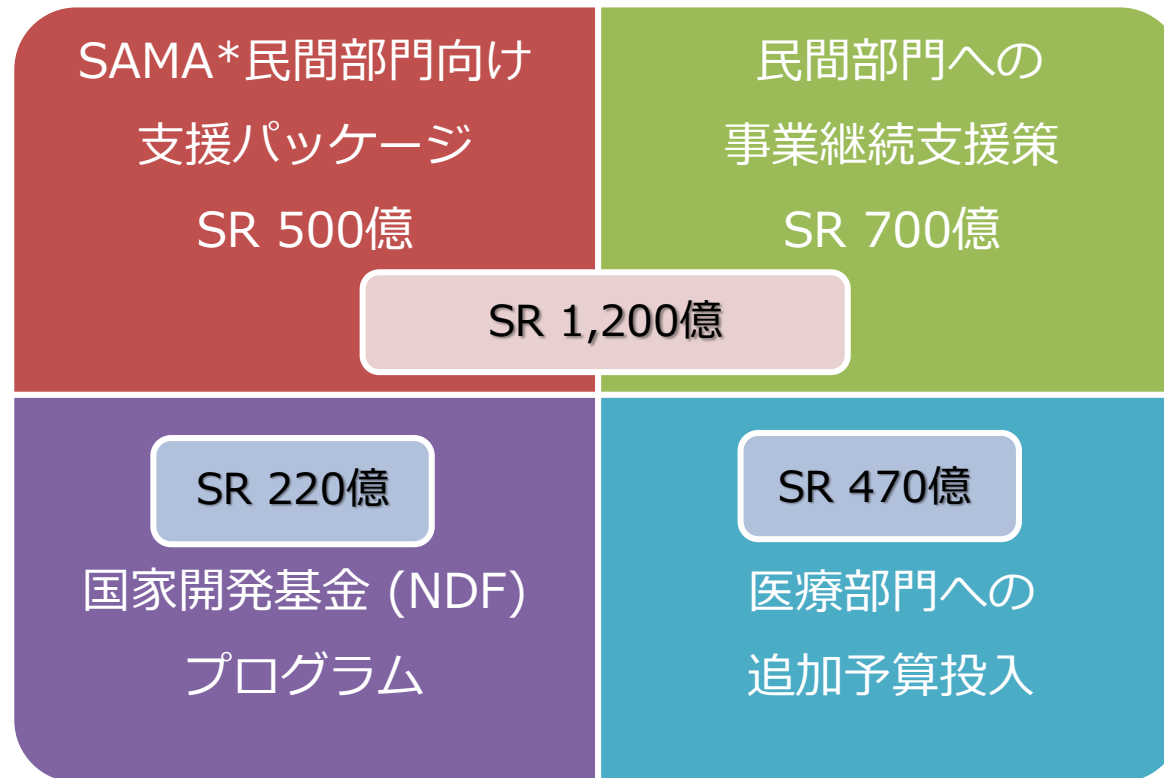 SAMA*民間部門向け
支援パッケージ
SR 500億
民間部門への
事業継続支援策
SR 700億
SR 1,200億
SR 220億
国家開発基金 (NDF)
プログラム
SR 470億
医療部門への
追加予算投入